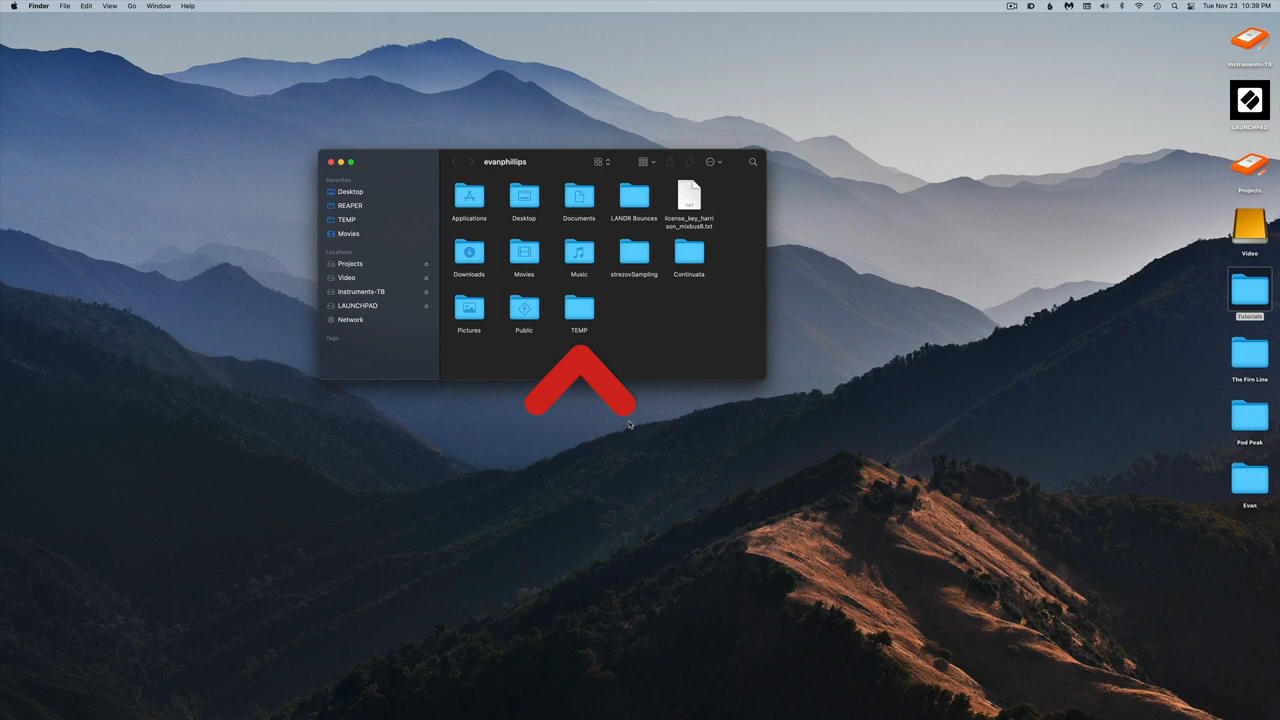 Finder File Edit View Go Window Help
Tue Nov 23 10:39 PM
evanphillips
Favorites
Desktop
REAPER
TEMP
Movies
Locations
Projects
Video
Instruments-TB
LAUNCHPAD
Network
Tags
Applications Desktop Documents LANDR Bounces license_key_harri
son_mixbus6.txt
TXT
Downloads Movies Music strezovSampling Continuata
Pictures Public TEMP
Instruments-TB
LAUNCHPAD
Projects
Video
Tutorials
The Firn Line
Pod Peak
Evan